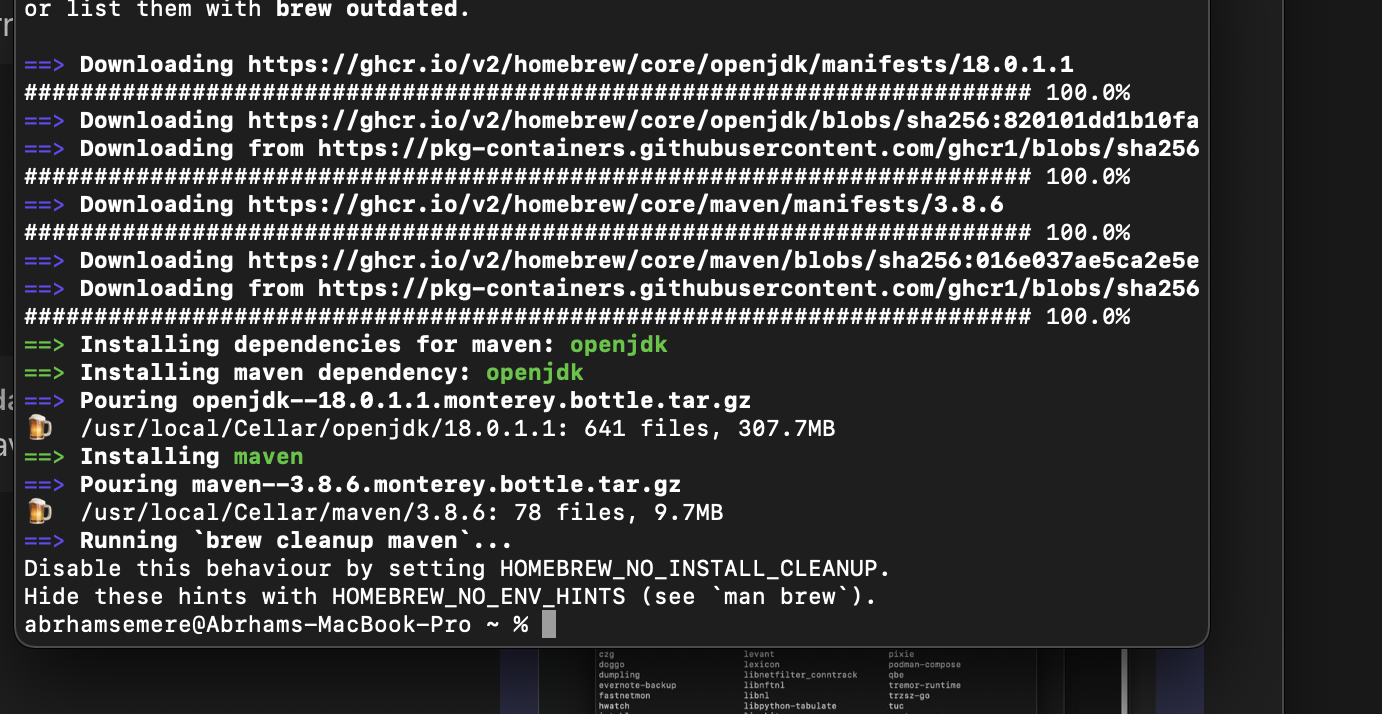 or list them with brew outdated.
==> Downloading https://ghcr.io/v2/homebrew/core/openjdk/manifests/18.0.1.1
######################################################################## 100.0%
==> Downloading https://ghcr.io/v2/homebrew/core/openjdk/blobs/sha256:820101dd1b10fa
==> Downloading from https://pkg-containers.githubusercontent.com/ghcr1/blobs/sha256
######################################################################## 100.0%
==> Downloading https://ghcr.io/v2/homebrew/core/maven/manifests/3.8.6
######################################################################## 100.0%
==> Downloading https://ghcr.io/v2/homebrew/core/maven/blobs/sha256:016e037ae5ca2e5e
==> Downloading from https://pkg-containers.githubusercontent.com/ghcr1/blobs/sha256
######################################################################## 100.0%
==> Installing dependencies for maven: openjdk
==> Installing maven dependency: openjdk
==> Pouring openjdk--18.0.1.1.monterey.bottle.tar.gz
🍺 /usr/local/Cellar/openjdk/18.0.1.1: 641 files, 307.7MB
==> Installing maven
==> Pouring maven--3.8.6.monterey.bottle.tar.gz
🍺 /usr/local/Cellar/maven/3.8.6: 78 files, 9.7MB
==> Running `brew cleanup maven`...
Disable this behaviour by setting HOMEBREW_NO_INSTALL_CLEANUP.
Hide these hints with HOMEBREW_NO_ENV_HINTS (see `man brew`).
abrhamsemere@Abrhams-MacBook-Pro ~ %
czg levant pixie
doggo lexicon podman-compose
dumpling libnetfilter_conntrack qbe
evernote-backup libnftnl tremor-runtime
fastnetmon libnl trzsz-go
hwatch libpython-tabulate tuc